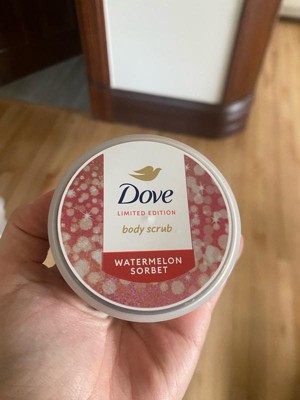 Dove
LIMITED EDITION
body scrub
WATERMELON
SORBET